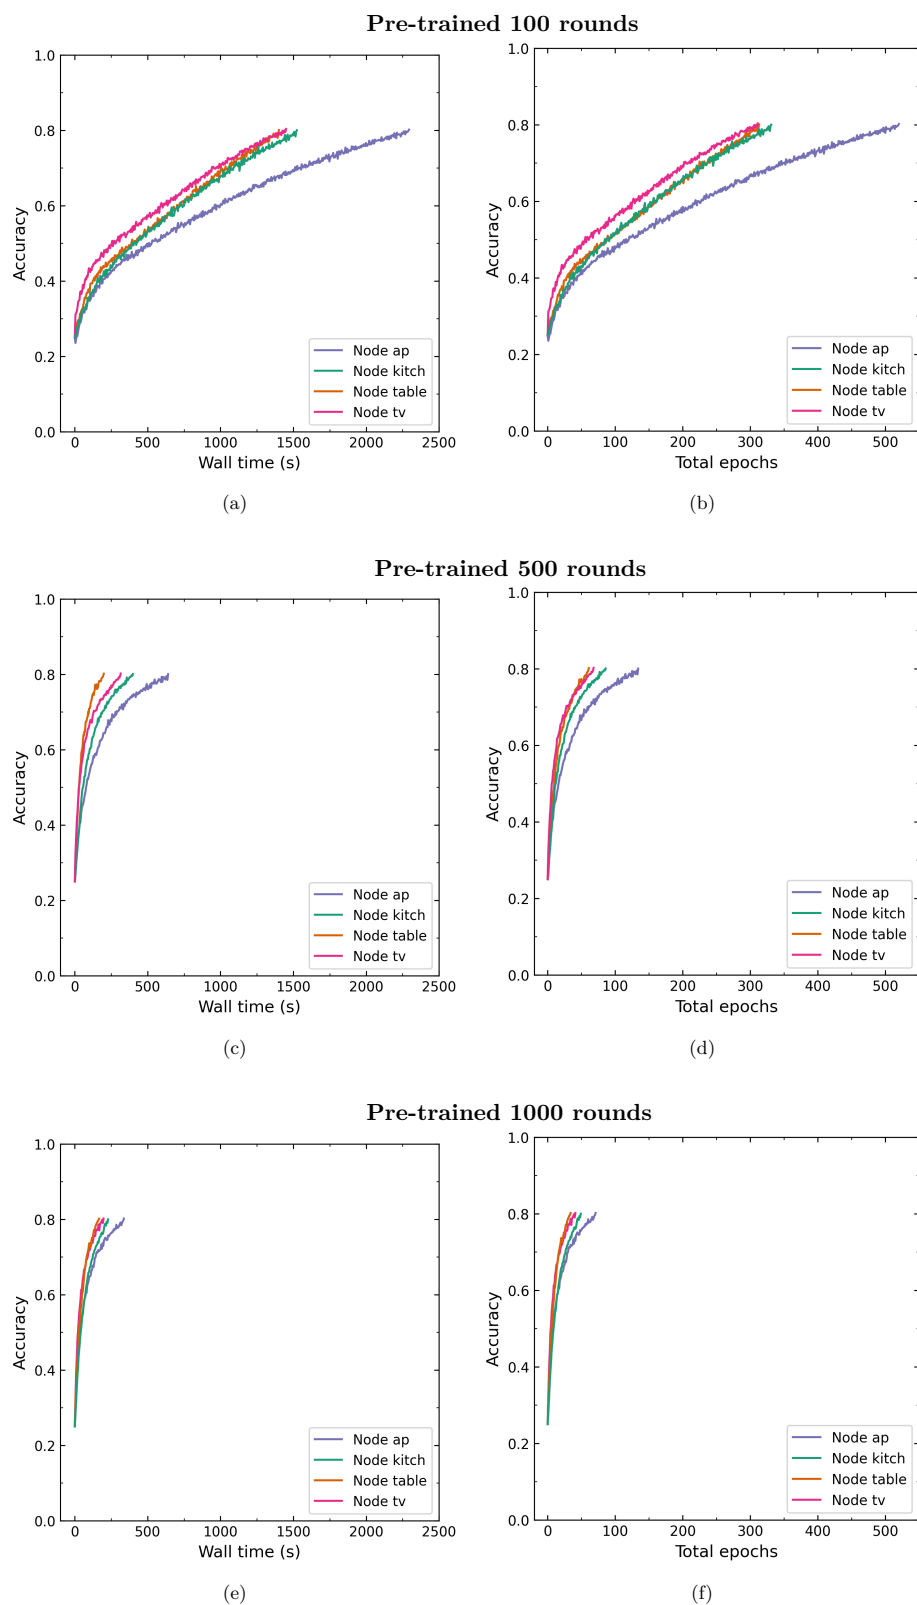 Pre-trained 100 rounds
1.0
0.8
0.6
0.4
0.2
0.0
Accuracy
0 500 1000 1500 2000 2500
Wall time (s)
Node ap
Node kitch
Node table
Node tv
(a)
1.0
0.8
0.6
0.4
0.2
0.0
Accuracy
0 100 200 300 400 500
Total epochs
Node ap
Node kitch
Node table
Node tv
(b)
Pre-trained 500 rounds
1.0
0.8
0.6
0.4
0.2
0.0
Accuracy
0 500 1000 1500 2000 2500
Wall time (s)
Node ap
Node kitch
Node table
Node tv
(c)
1.0
0.8
0.6
0.4
0.2
0.0
Accuracy
0 100 200 300 400 500
Total epochs
Node ap
Node kitch
Node table
Node tv
(d)
Pre-trained 1000 rounds
1.0
0.8
0.6
0.4
0.2
0.0
Accuracy
0 500 1000 1500 2000 2500
Wall time (s)
Node ap
Node kitch
Node table
Node tv
(e)
1.0
0.8
0.6
0.4
0.2
0.0
Accuracy
0 100 200 300 400 500
Total epochs
Node ap
Node kitch
Node table
Node tv
(f)